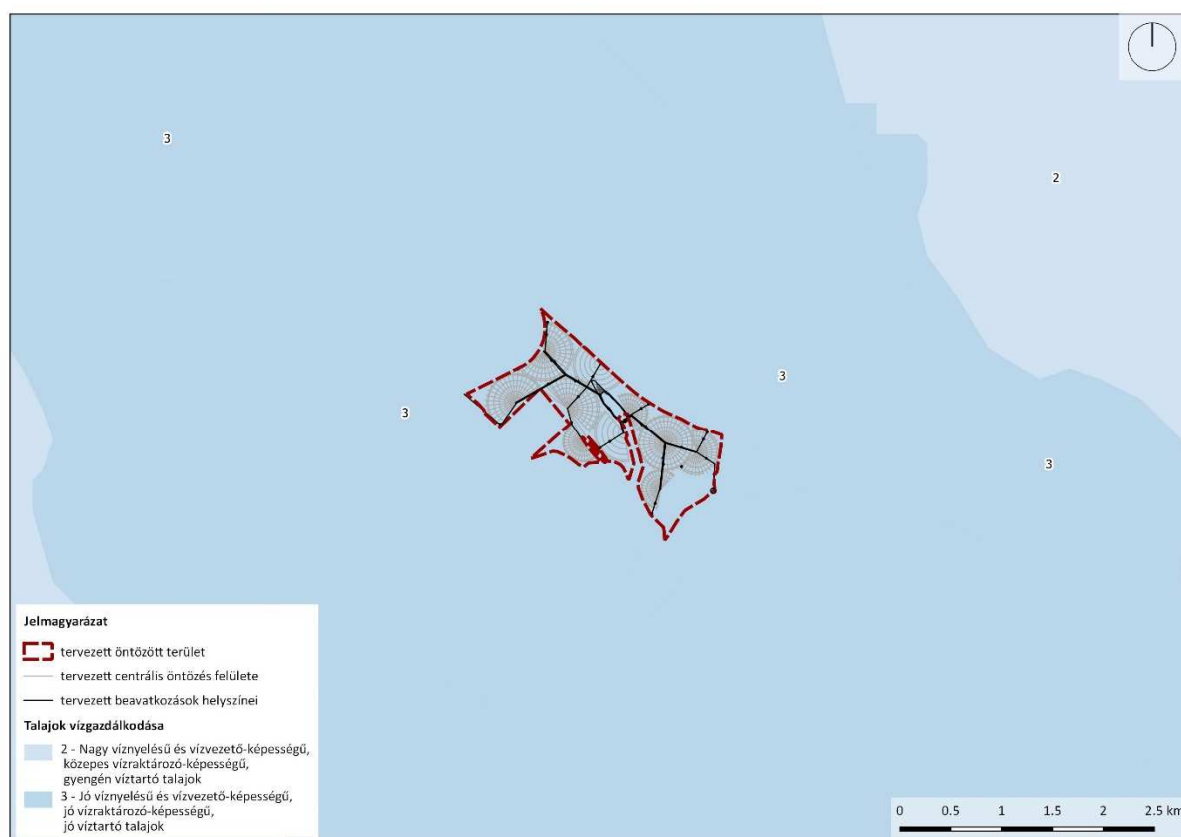 3
2
3
3
3
Jelmagyarázat
tervezett öntözött terület
tervezett centrális öntözés felülete
tervezett beavatkozások helyszínei
Talajok vízgazdálkodása
2 - Nagy víznyelésű és vízvezető-képességű,
közepes vízraktározó-képességű,
gyengén víztartó talajok
3 - Jó víznyelésű és vízvezető-képességű,
jó vízraktározó-képességű,
jó víztartó talajok
0 0.5 1 1.5 2 2.5 km